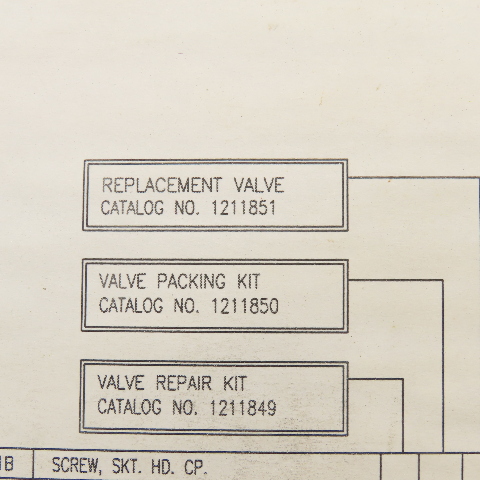 REPLACEMENT VALVE
CATALOG NO. 1211851
VALVE PACKING KIT
CATALOG NO. 1211850
VALVE REPAIR KIT
CATALOG NO. 1211849
SCREW, SKT. HD. CP.